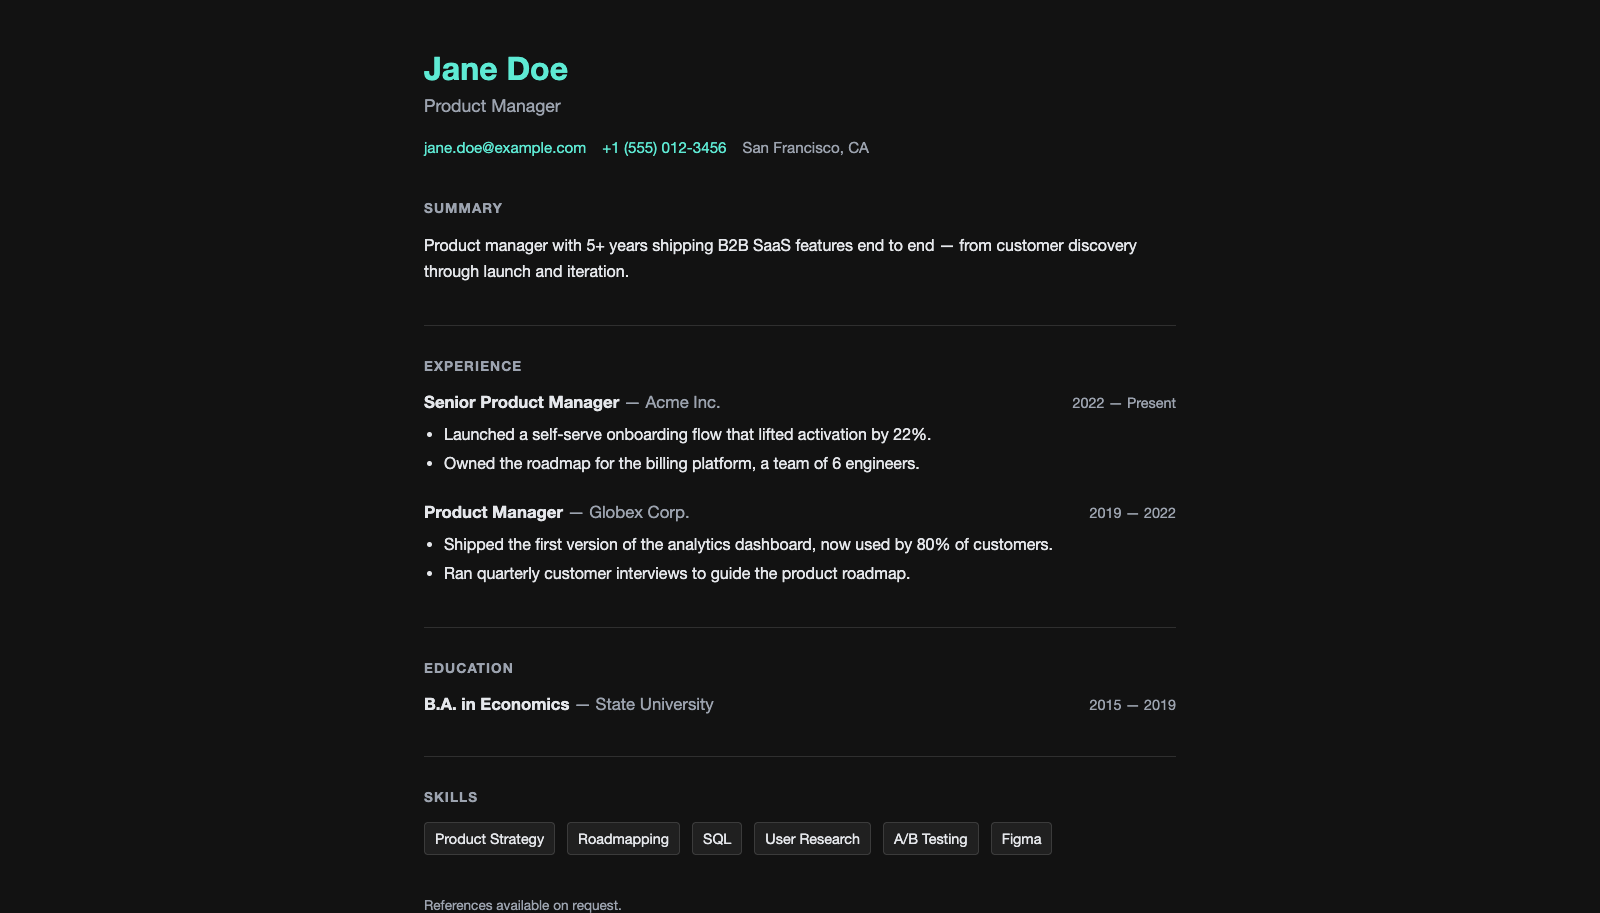 Jane Doe
Product Manager
jane.doe@example.com +1 (555) 012-3456 San Francisco, CA
SUMMARY
Product manager with 5+ years shipping B2B SaaS features end to end — from customer discovery
through launch and iteration.
EXPERIENCE
Senior Product Manager — Acme Inc. 2022 — Present
• Launched a self-serve onboarding flow that lifted activation by 22%.
• Owned the roadmap for the billing platform, a team of 6 engineers.
Product Manager — Globex Corp. 2019 — 2022
• Shipped the first version of the analytics dashboard, now used by 80% of customers.
• Ran quarterly customer interviews to guide the product roadmap.
EDUCATION
B.A. in Economics — State University 2015 — 2019
SKILLS
Product Strategy Roadmapping SQL User Research A/B Testing Figma
References available on request.